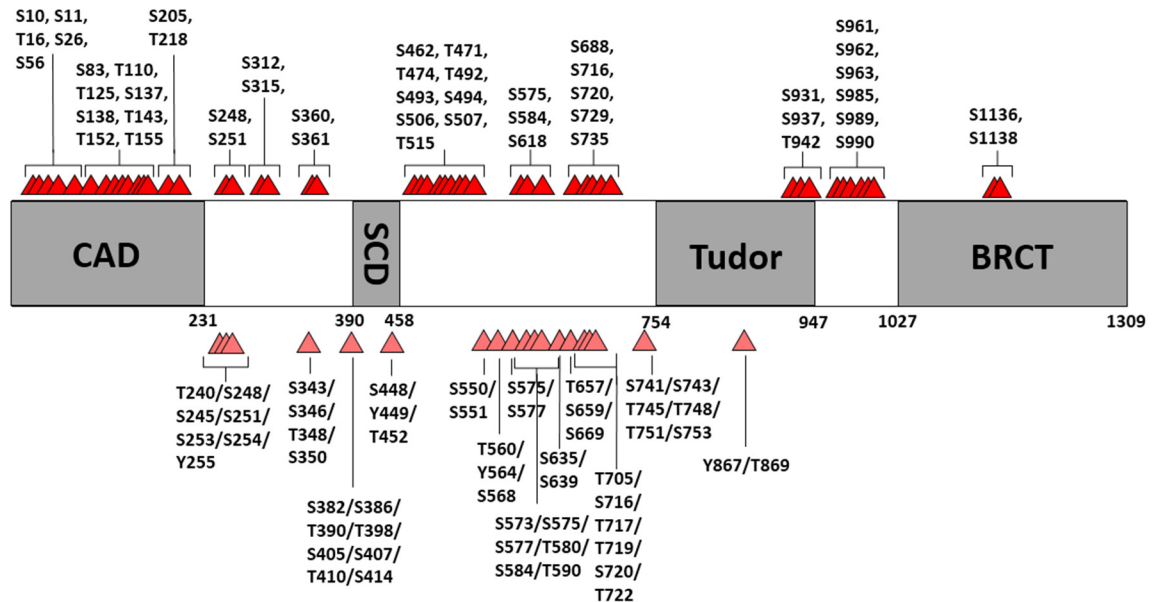 S10, S11,
T16, S26,
S56
S83, T110,
T125, S137,
S138, T143,
T152, T155
S205,
T218
S248,
S251
S312,
S315,
S360,
S361
S462, T471,
T474, T492,
S493, S494,
S506, S507,
T515
S575,
S584,
S618
S688,
S716,
S720,
S729,
S735
S931,
S937,
T942
S961,
S962,
S963,
S985,
S989,
S990
S1136,
S1138
CAD
SCD
Tudor
BRCT
231
390
458
754
947
1027
1309
T240/S248/
S245/S251/
S253/S254/
Y255
S343/
S346/
T348/
S350
S382/S386/
T390/T398/
S405/S407/
T410/S414
S448/
Y449/
T452
S550/
S551
T560/
Y564/
S568
S575/
S577
S573/S575/
S577/T580/
S584/T590
S635/
S639
T657/
S659/
S669
T705/
S716/
T717/
T719/
S720/
T722
S741/S743/
T745/T748/
T751/S753
Y867/T869